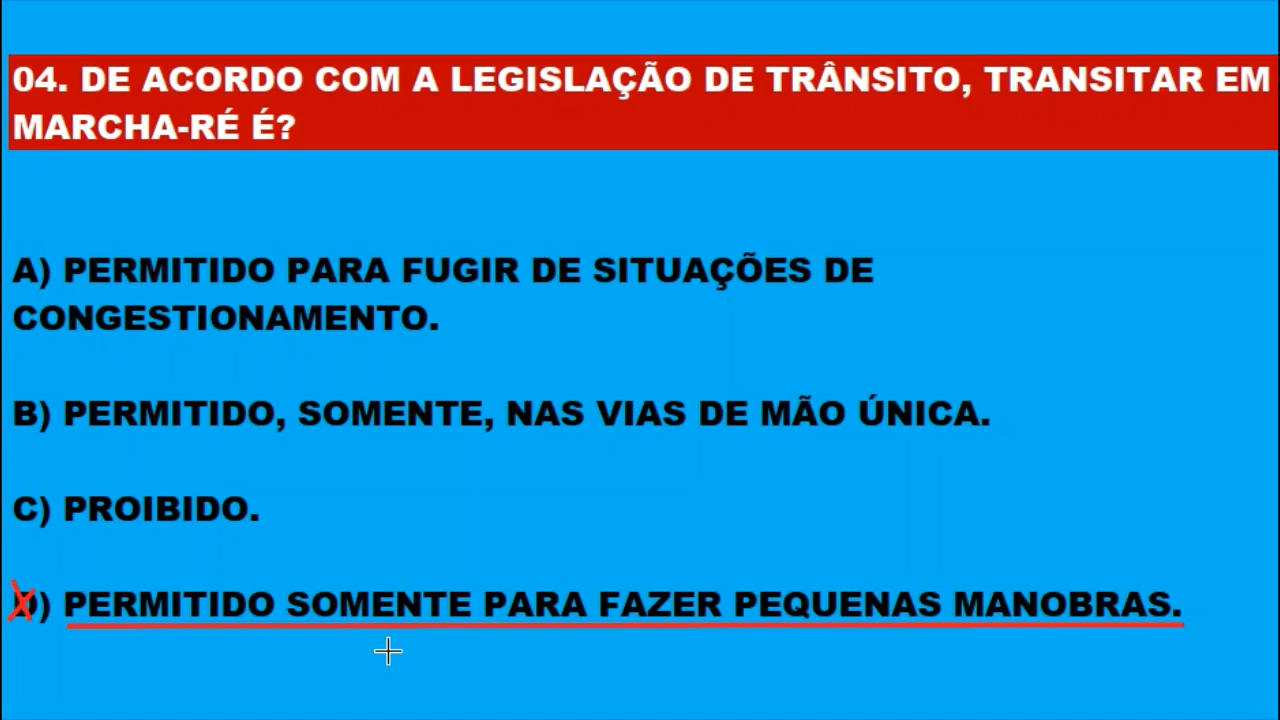 04. DE ACORDO COM A LEGISLAÇÃO DE TRÂNSITO, TRANSITAR EM
MARCHA-RÉ É?
A) PERMITIDO PARA FUGIR DE SITUAÇÕES DE
CONGESTIONAMENTO.
B) PERMITIDO, SOMENTE, NAS VIAS DE MÃO ÚNICA.
C) PROIBIDO.
D) PERMITIDO SOMENTE PARA FAZER PEQUENAS MANOBRAS.